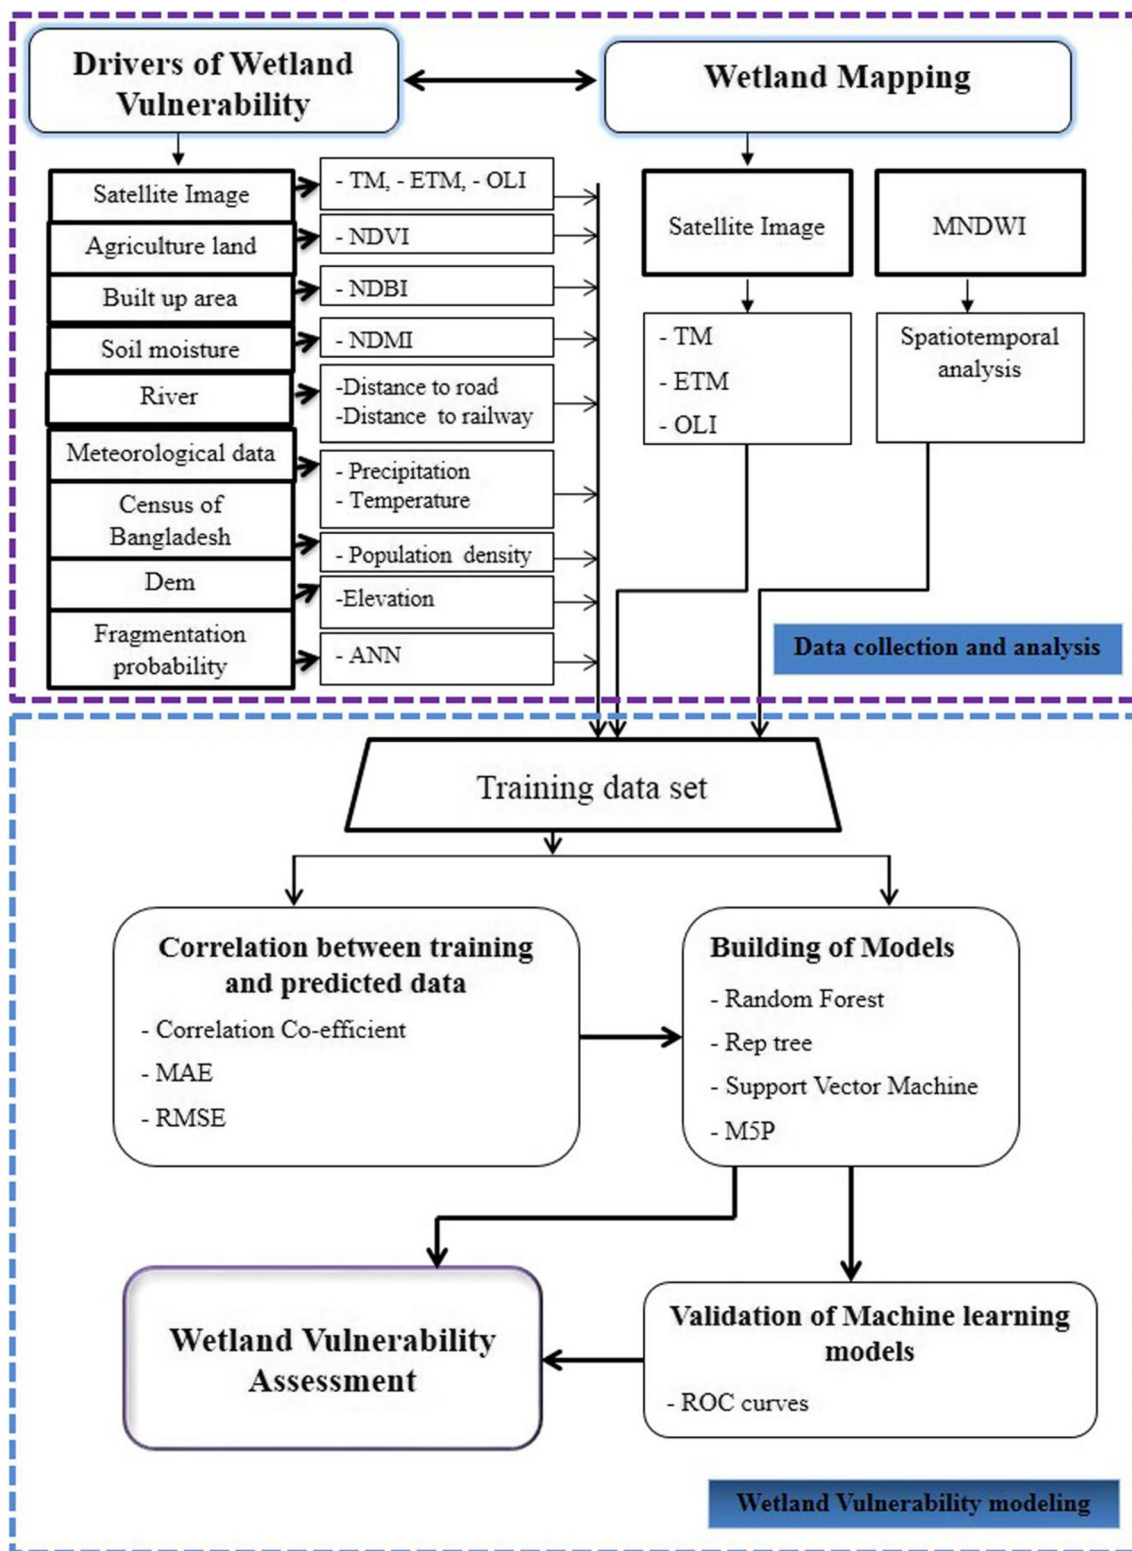 Drivers of Wetland
Vulnerability
Wetland Mapping
Satellite Image
- TM, - ETM, - OLI
Agriculture land
- NDVI
Built up area
- NDBI
Soil moisture
- NDMI
River
-Distance to road
-Distance to railway
Meteorological data
- Precipitation
- Temperature
Census of
Bangladesh
- Population density
Dem
-Elevation
Fragmentation
probability
- ANN
Satellite Image
- TM
- ETM
- OLI
MNDWI
Spatiotemporal
analysis
Data collection and analysis
Training data set
Correlation between training
and predicted data
- Correlation Co-efficient
- MAE
- RMSE
Building of Models
- Random Forest
- Rep tree
- Support Vector Machine
- M5P
Wetland Vulnerability
Assessment
Validation of Machine learning
models
- ROC curves
Wetland Vulnerability modeling